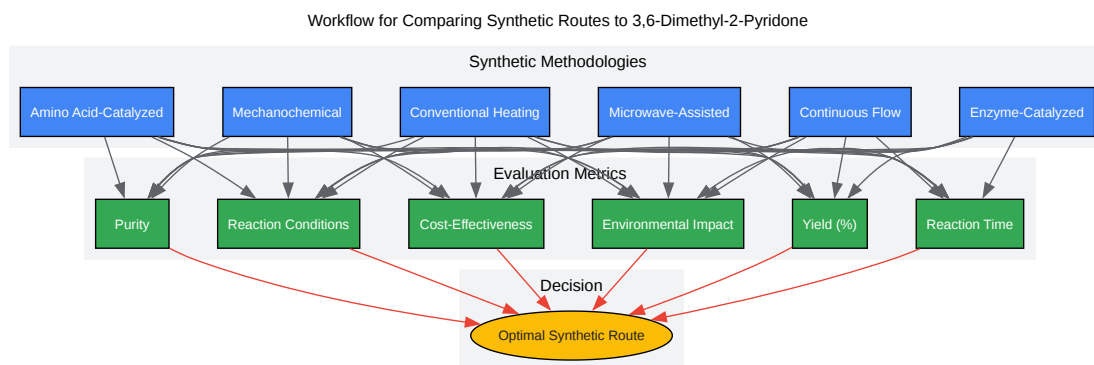 Workflow for Comparing Synthetic Routes to 3,6-Dimethyl-2-Pyridone
Synthetic Methodologies
Amino Acid-Catalyzed
Mechanochemical
Conventional Heating
Microwave-Assisted
Continuous Flow
Enzyme-Catalyzed
Evaluation Metrics
Purity
Reaction Conditions
Cost-Effectiveness
Environmental Impact
Yield (%)
Reaction Time
Decision
Optimal Synthetic Route